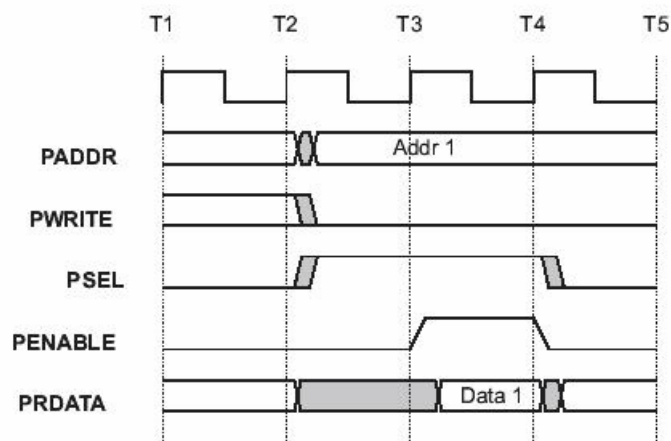 T1 T2 T3 T4 T5
PADDR Addr 1
PWRITE
PSEL
PENABLE
PRDATA Data 1